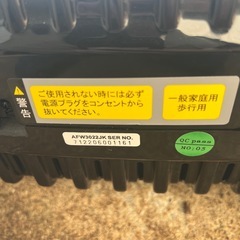 警告
ご使用されない時には必ず
電源プラグをコンセントから
抜いてください。
一般家庭用
歩行用
AFW3022JK SER NO.
712206001161
QC pass
NO:05